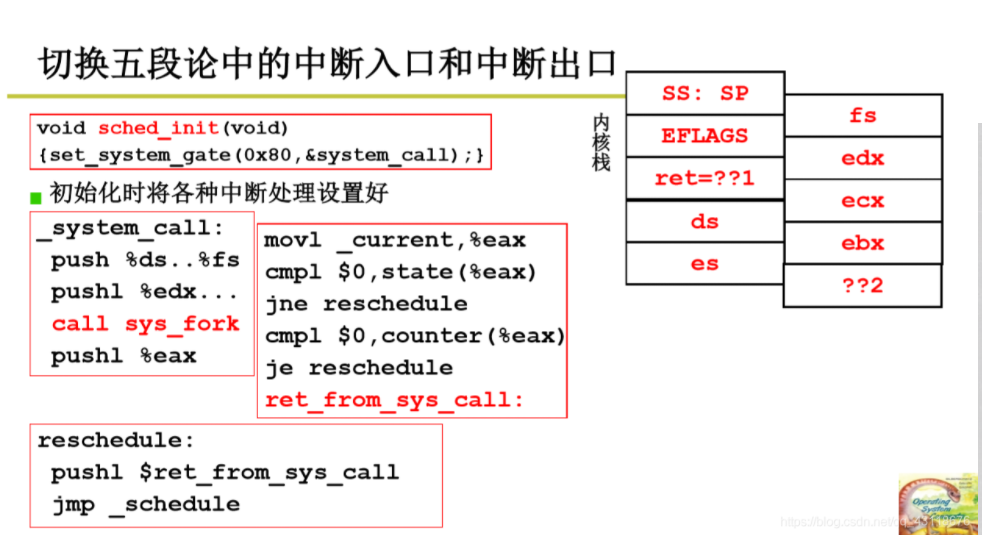 切换五段论中的中断入口和中断出口
void sched_init(void)
{set_system_gate(0x80,&system_call);}
初始化时将各种中断处理设置好
_system_call:
push %ds..%fs
pushl %edx...
call sys_fork
pushl %eax
movl _current,%eax
cmpl $0,state(%eax)
jne reschedule
cmpl $0,counter(%eax)
je reschedule
ret_from_sys_call:
reschedule:
pushl $ret_from_sys_call
jmp _schedule
内核栈
SS: SP
EFLAGS
ret=??1
ds
es
fs
edx
ecx
ebx
??2
Operating
System